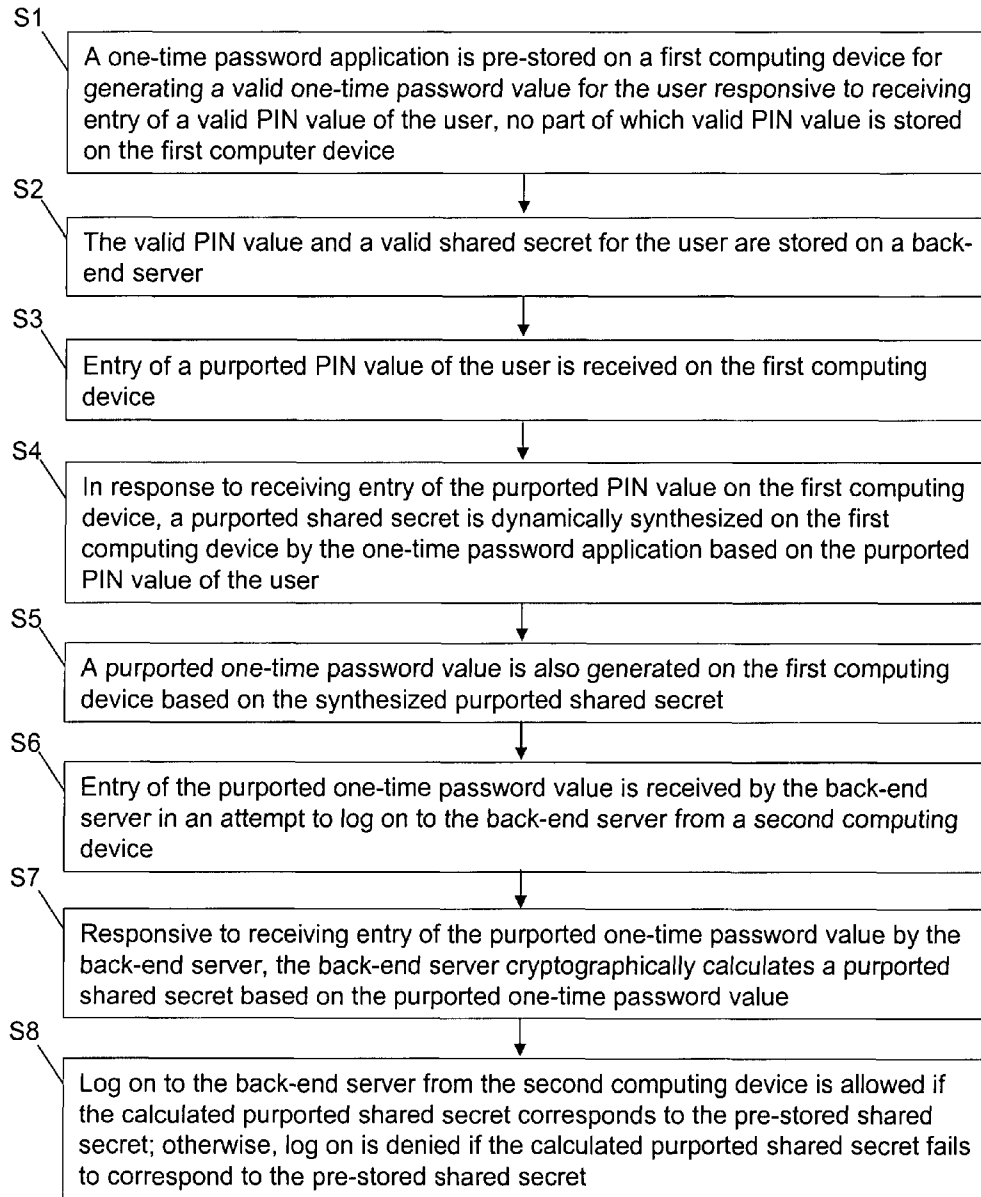 S1
A one-time password application is pre-stored on a first computing device for
generating a valid one-time password value for the user responsive to receiving
entry of a valid PIN value of the user, no part of which valid PIN value is stored
on the first computer device
S2
The valid PIN value and a valid shared secret for the user are stored on a back-
end server
S3
Entry of a purported PIN value of the user is received on the first computing
device
S4
In response to receiving entry of the purported PIN value on the first computing
device, a purported shared secret is dynamically synthesized on the first
computing device by the one-time password application based on the purported
PIN value of the user
S5
A purported one-time password value is also generated on the first computing
device based on the synthesized purported shared secret
S6
Entry of the purported one-time password value is received by the back-end
server in an attempt to log on to the back-end server from a second computing
device
S7
Responsive to receiving entry of the purported one-time password value by the
back-end server, the back-end server cryptographically calculates a purported
shared secret based on the purported one-time password value
S8
Log on to the back-end server from the second computing device is allowed if
the calculated purported shared secret corresponds to the pre-stored shared
secret; otherwise, log on is denied if the calculated purported shared secret fails
to correspond to the pre-stored shared secret